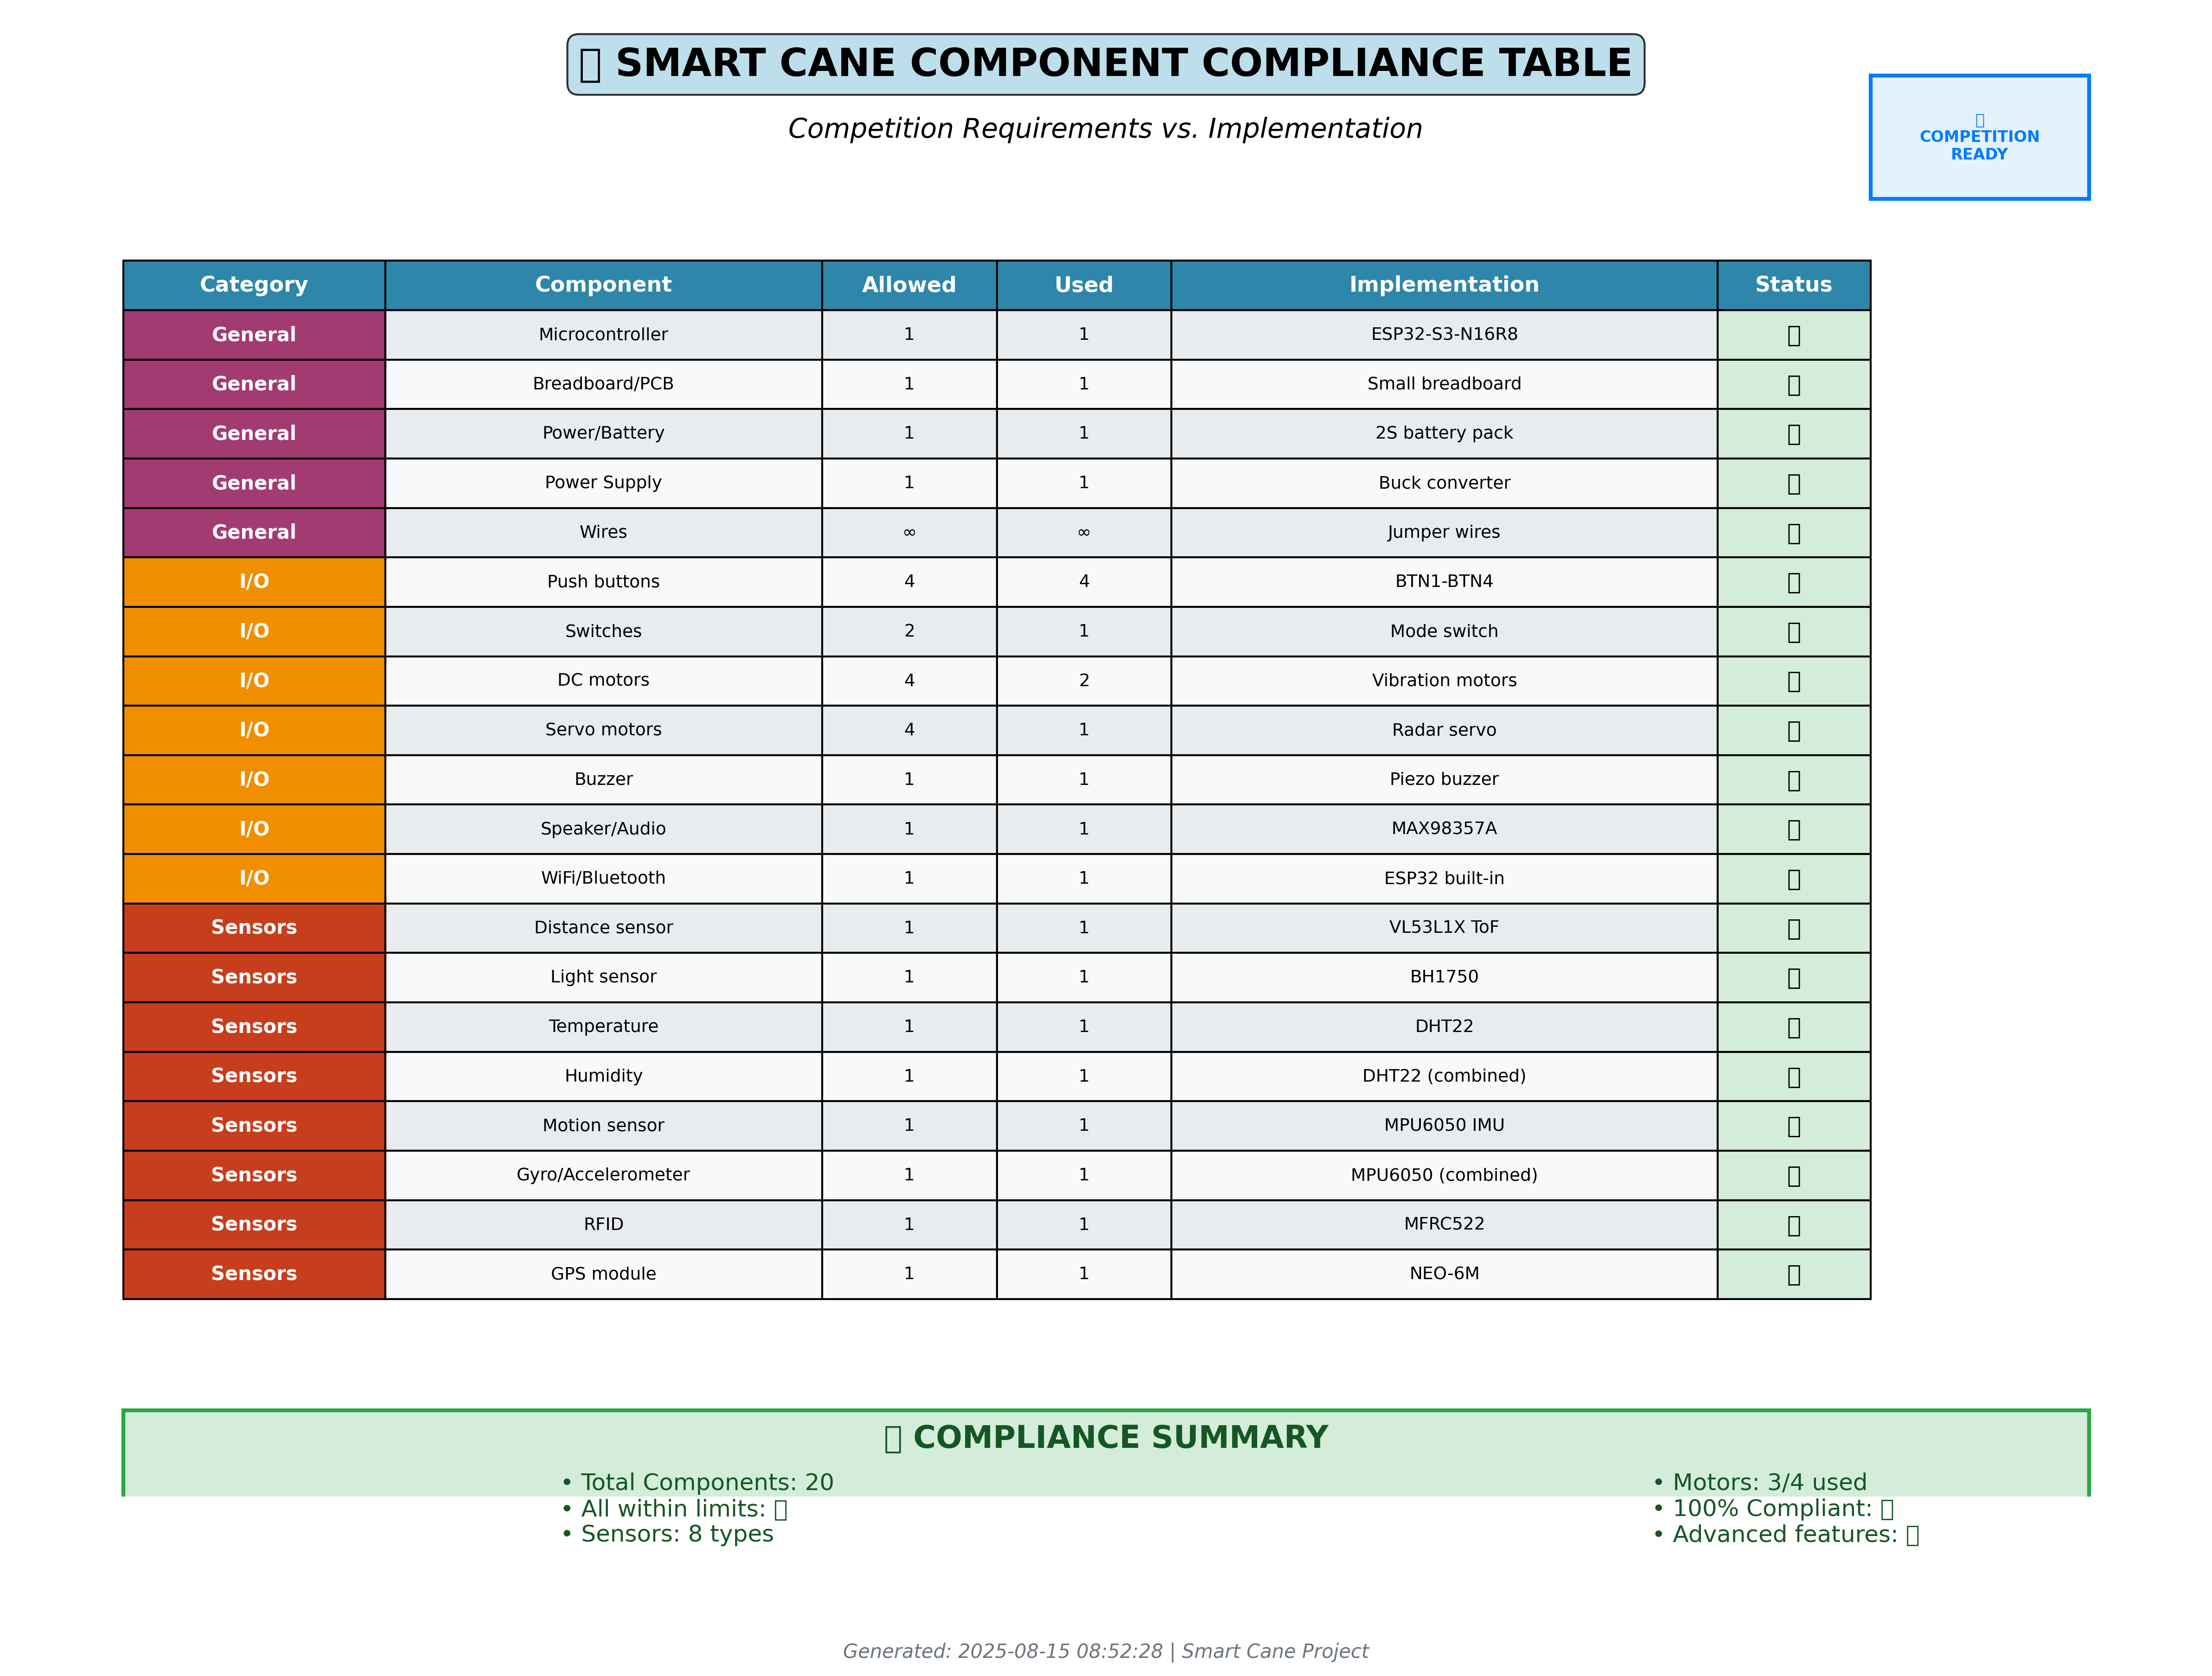 SMART CANE COMPONENT COMPLIANCE TABLE
Competition Requirements vs. Implementation
COMPETITION
READY
Category Component Allowed Used Implementation Status
General Microcontroller 1 1 ESP32-S3-N16R8
General Breadboard/PCB 1 1 Small breadboard
General Power/Battery 1 1 2S battery pack
General Power Supply 1 1 Buck converter
General Wires ∞ ∞ Jumper wires
I/O Push buttons 4 4 BTN1-BTN4
I/O Switches 2 1 Mode switch
I/O DC motors 4 2 Vibration motors
I/O Servo motors 4 1 Radar servo
I/O Buzzer 1 1 Piezo buzzer
I/O Speaker/Audio 1 1 MAX98357A
I/O WiFi/Bluetooth 1 1 ESP32 built-in
Sensors Distance sensor 1 1 VL53L1X ToF
Sensors Light sensor 1 1 BH1750
Sensors Temperature 1 1 DHT22
Sensors Humidity 1 1 DHT22 (combined)
Sensors Motion sensor 1 1 MPU6050 IMU
Sensors Gyro/Accelerometer 1 1 MPU6050 (combined)
Sensors RFID 1 1 MFRC522
Sensors GPS module 1 1 NEO-6M
COMPLIANCE SUMMARY
• Total Components: 20
• All within limits:
• Sensors: 8 types
• Motors: 3/4 used
• 100% Compliant:
• Advanced features:
Generated: 2025-08-15 08:52:28 | Smart Cane Project